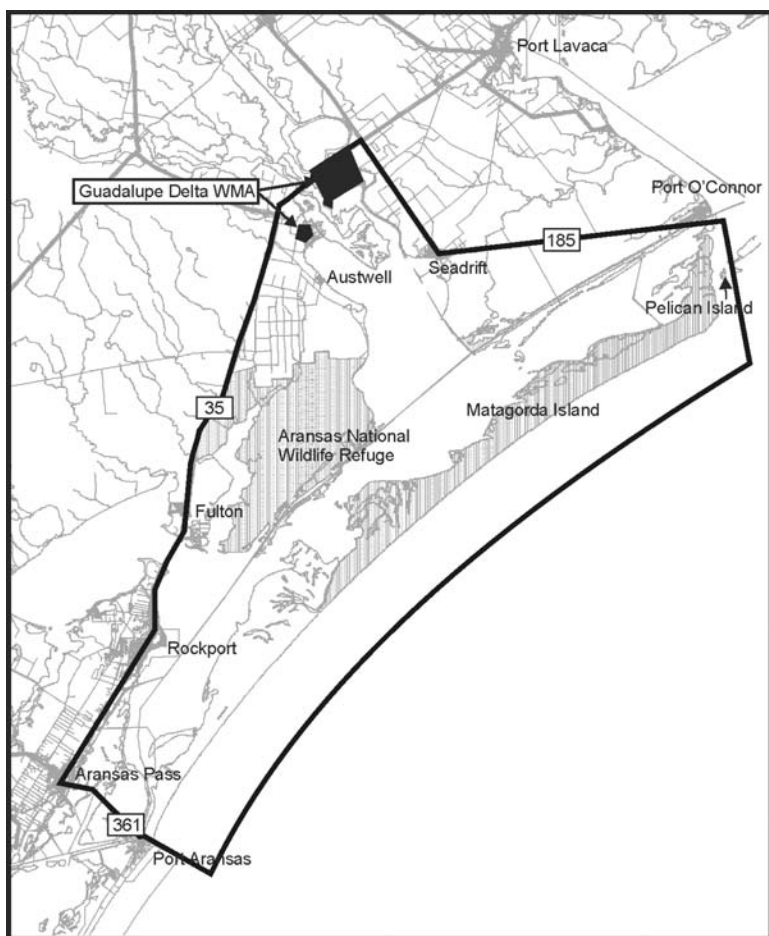 Port Lavaca
Guadalupe Delta WMA
Port O'Connor
185
Seadrift
Austwell
Pelican Island
35
Matagorda Island
Aransas National
Wildlife Refuge
Fulton
Rockport
Aransas Pass
361
Port Aransas